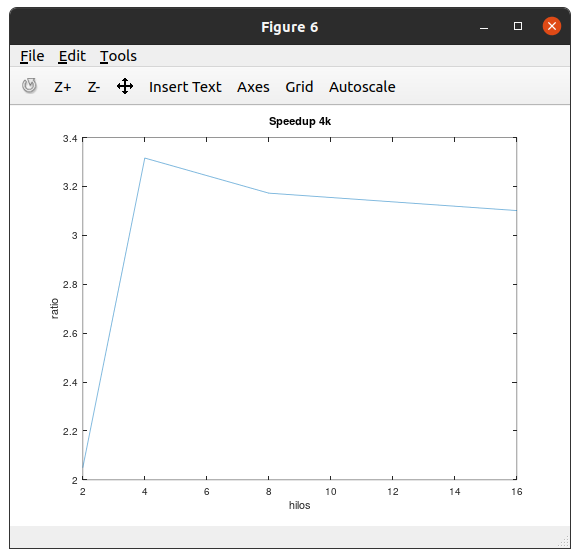 Figure 6
File Edit Tools
Z+ Z- Insert Text Axes Grid Autoscale
Speedup 4k
3.4
3.2
3
2.8
2.6
2.4
2.2
2
ratio
2 4 6 8 10 12 14 16
hilos